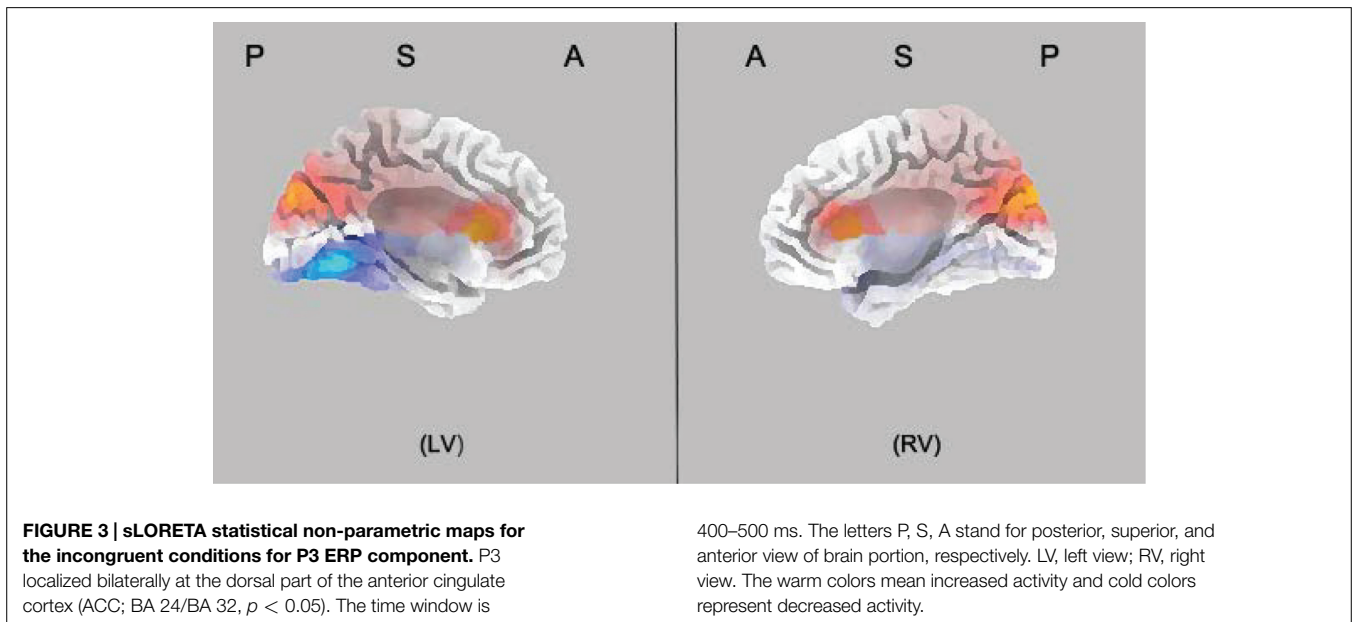 P S A
A S P
(LV)
(RV)
FIGURE 3 | sLORETA statistical non-parametric maps for
the incongruent conditions for P3 ERP component. P3
localized bilaterally at the dorsal part of the anterior cingulate
cortex (ACC; BA 24/BA 32, p < 0.05). The time window is
400–500 ms. The letters P, S, A stand for posterior, superior, and
anterior view of brain portion, respectively. LV, left view; RV, right
view. The warm colors mean increased activity and cold colors
represent decreased activity.